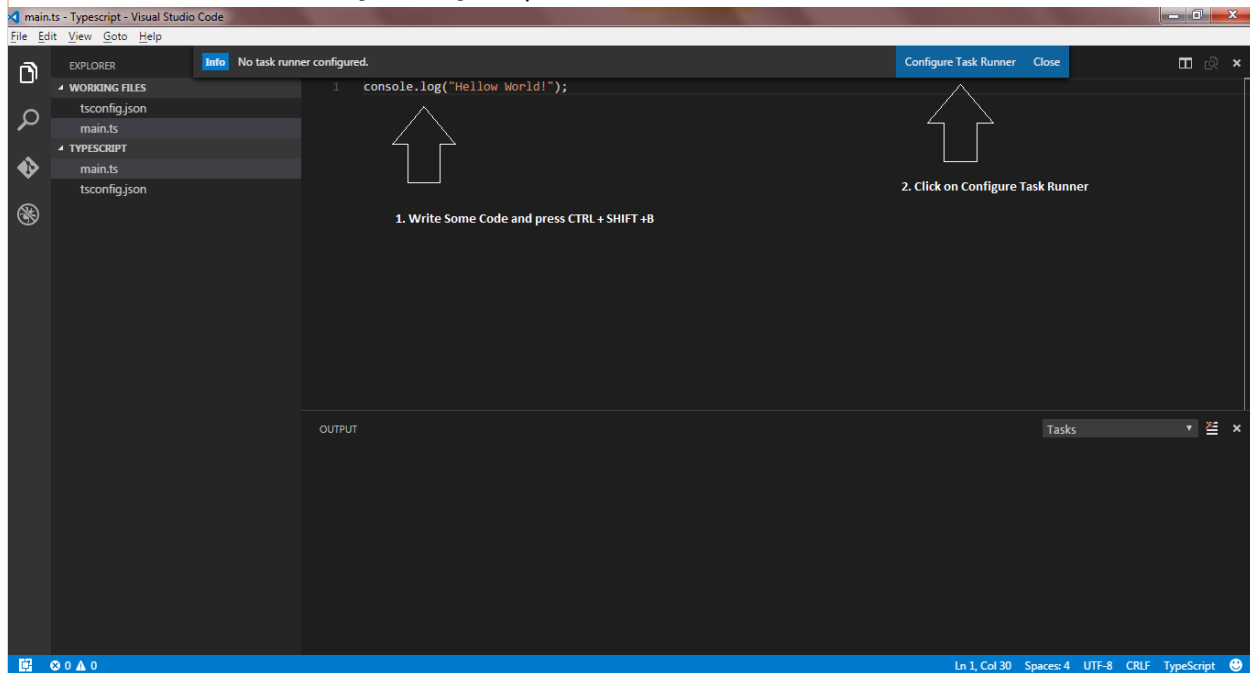 main.ts - Typescript - Visual Studio Code
File Edit View Goto Help
EXPLORER
Info No task runner configured.
Configure Task Runner Close
WORKING FILES
tsconfig.json
main.ts
TYPESCRIPT
main.ts
tsconfig.json
1 console.log("Hellow World!");
1. Write Some Code and press CTRL + SHIFT +B
2. Click on Configure Task Runner
OUTPUT
Tasks
0 0
Ln 1, Col 30 Spaces: 4 UTF-8 CRLF TypeScript